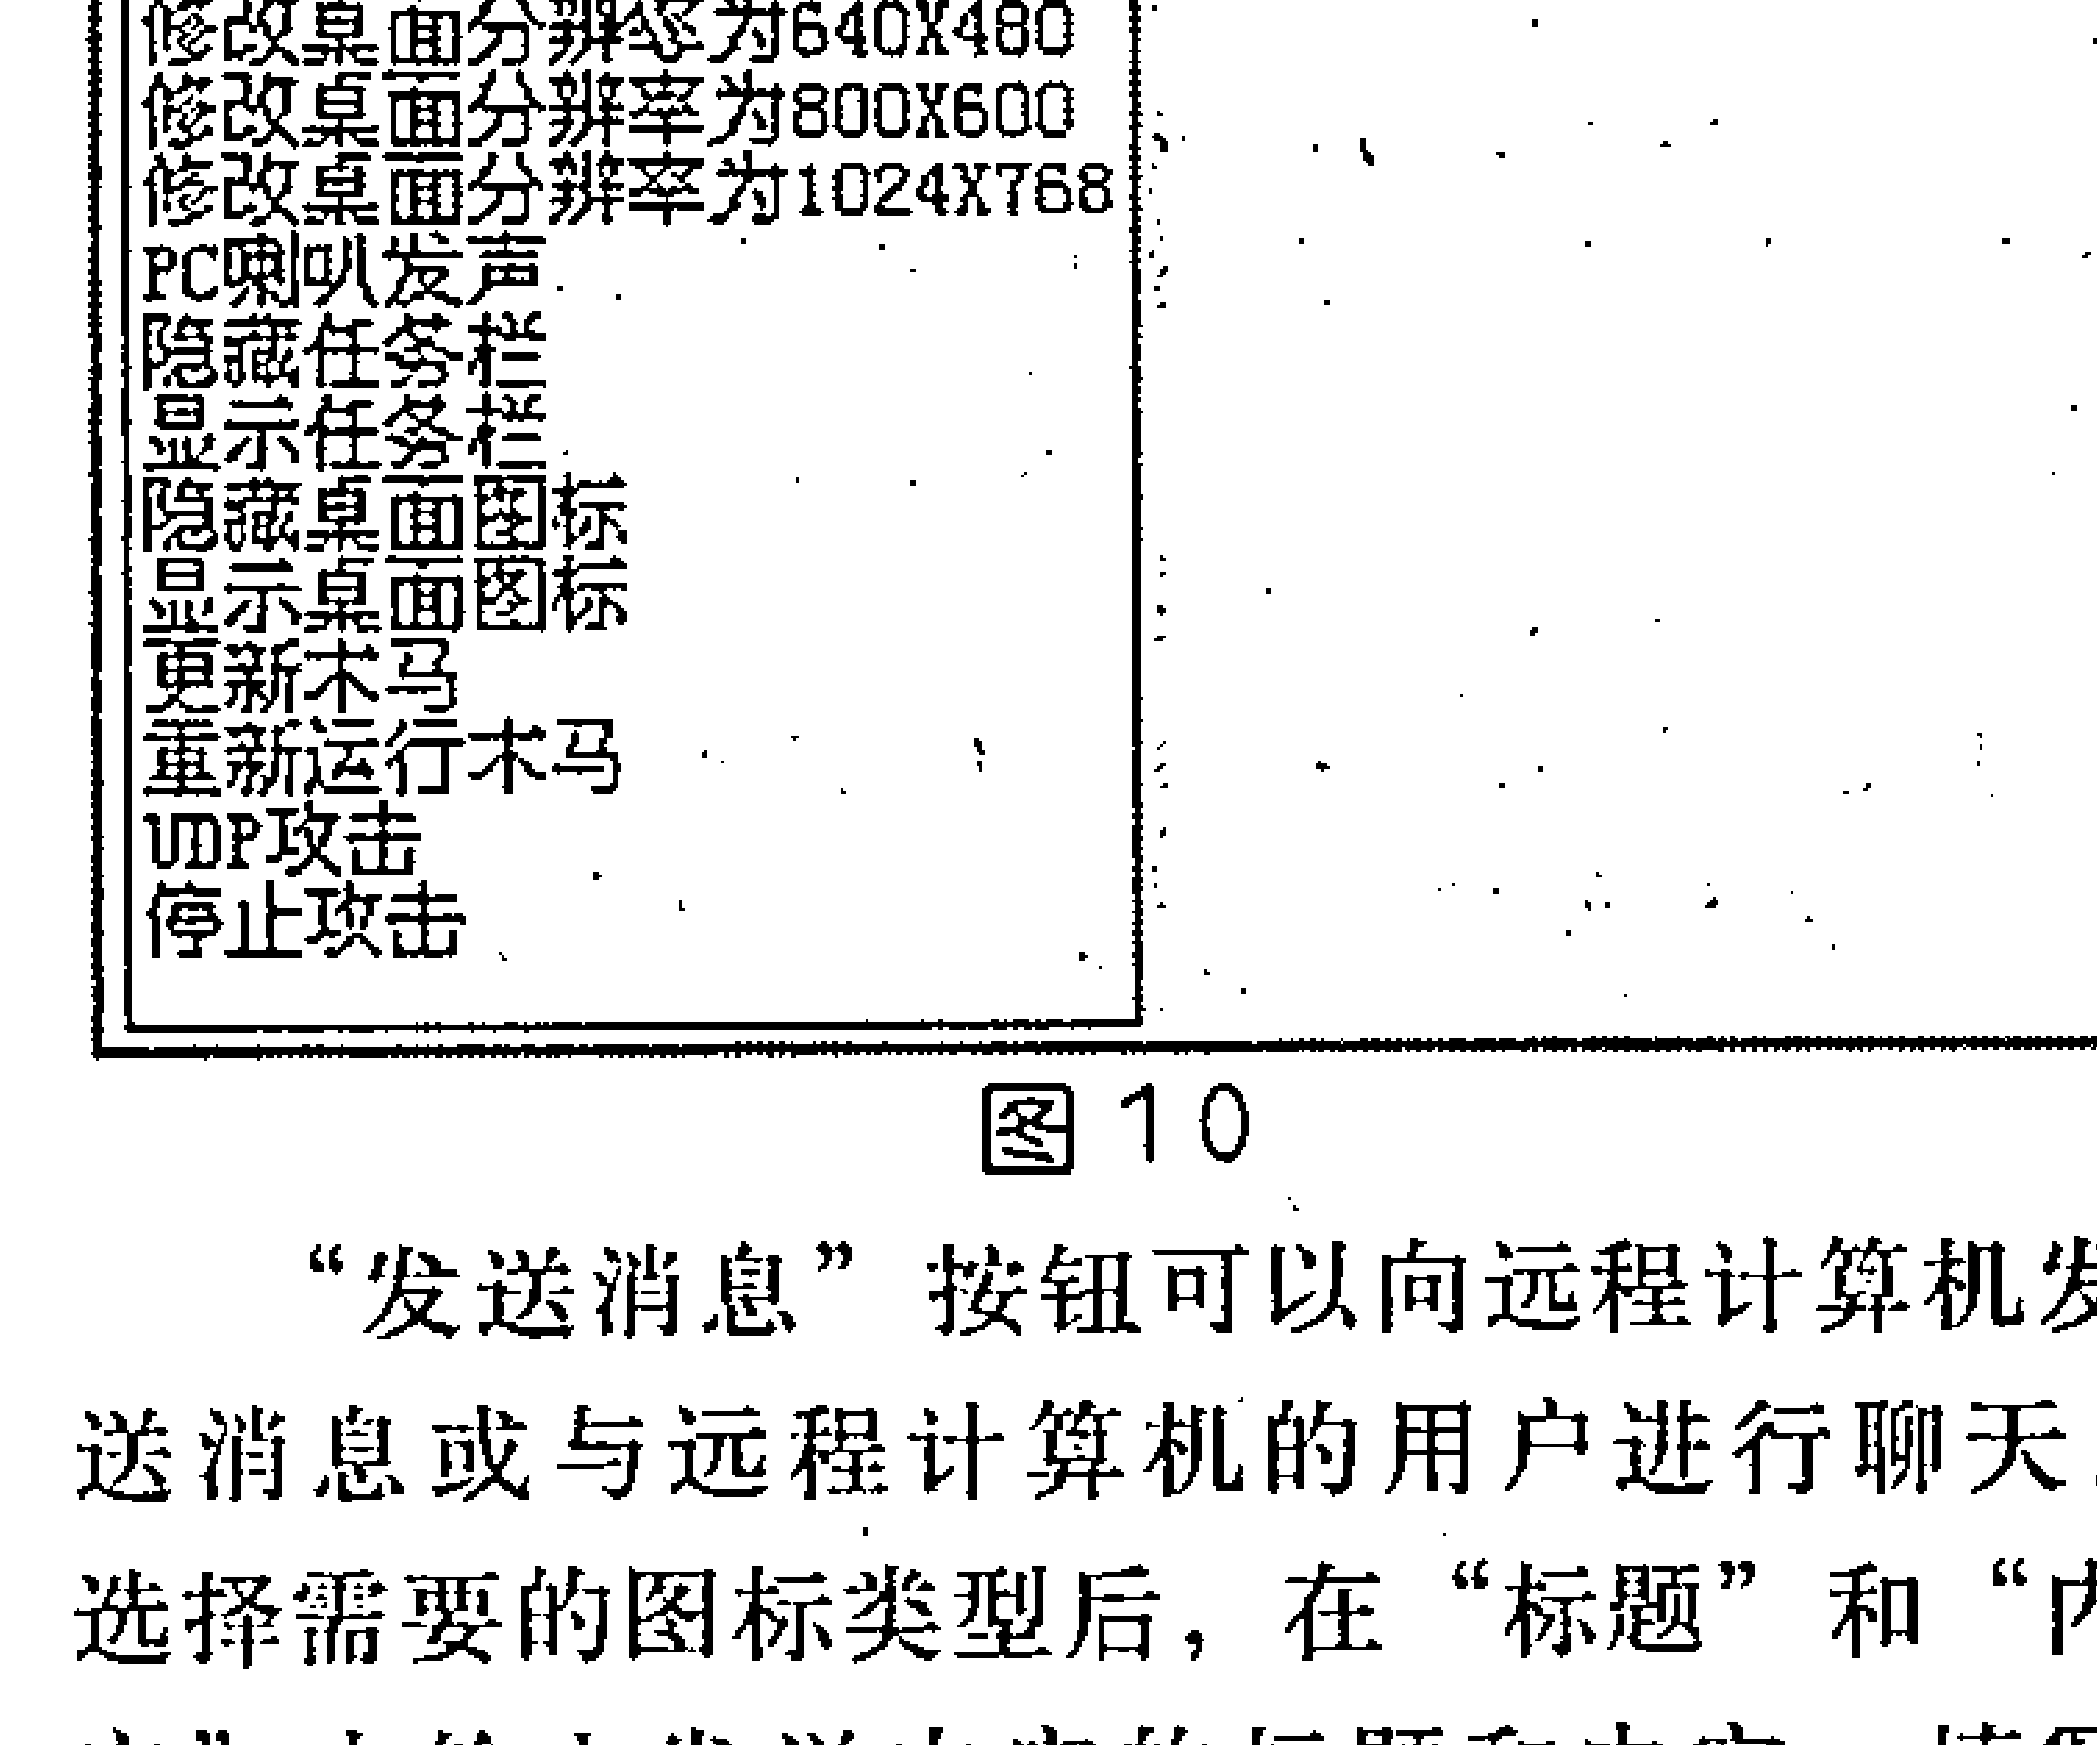 修改桌面分辨率为640X480
修改桌面分辨率为800X600
修改桌面分辨率为1024X768
PC喇叭发声
隐藏任务栏
显示任务栏
隐藏桌面图标
显示桌面图标
更新木马
重新运行木马
UDP攻击
停止攻击
图10
“发送消息”按钮可以向远程计算机发
送消息或与远程计算机的用户进行聊天
选择需要的图标类型后，在“标题”和“内